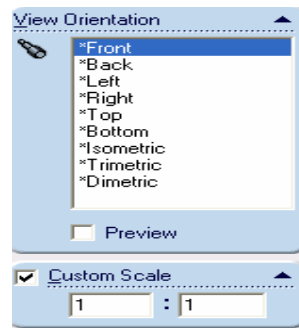 View Orientation
*Front
*Back
*Left
*Right
*Top
*Bottom
*Isometric
*Trimetric
*Dimetric
Preview
Custom Scale
1 : 1